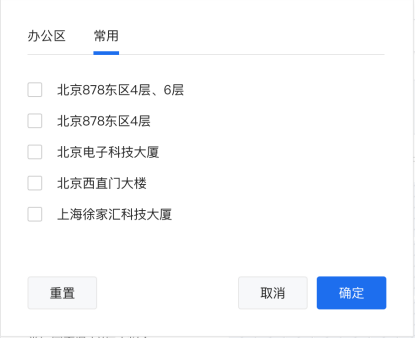 办公区 常用
北京878东区4层、6层
北京878东区4层
北京电子科技大厦
北京西直门大楼
上海徐家汇科技大厦
重置 取消 确定